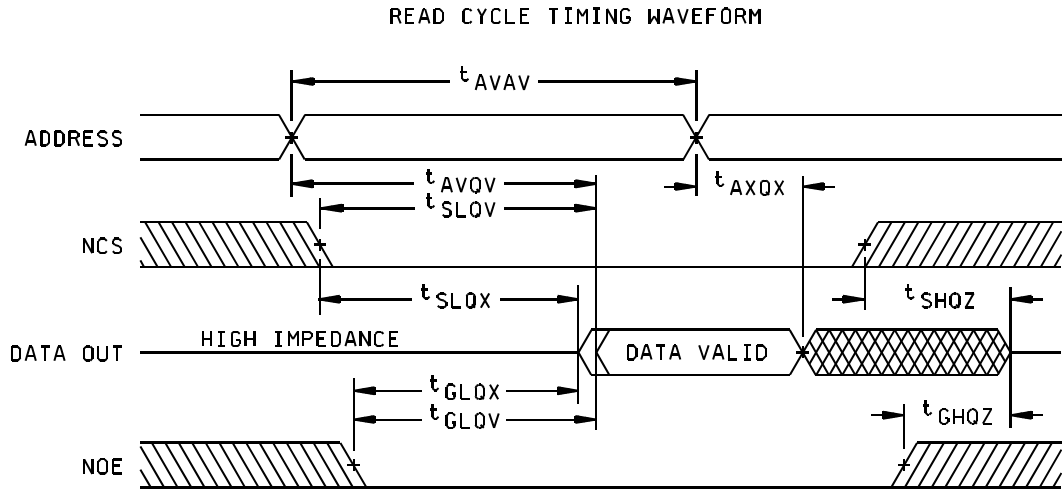 READ CYCLE TIMING WAVEFORM
tAVAV
ADDRESS
tAVQV
tAXQX
tSLQV
NCS
tSLQX
tSHQZ
HIGH IMPEDANCE
DATA OUT
DATA VALID
tGLQX
tGLQV
tGHQZ
NOE